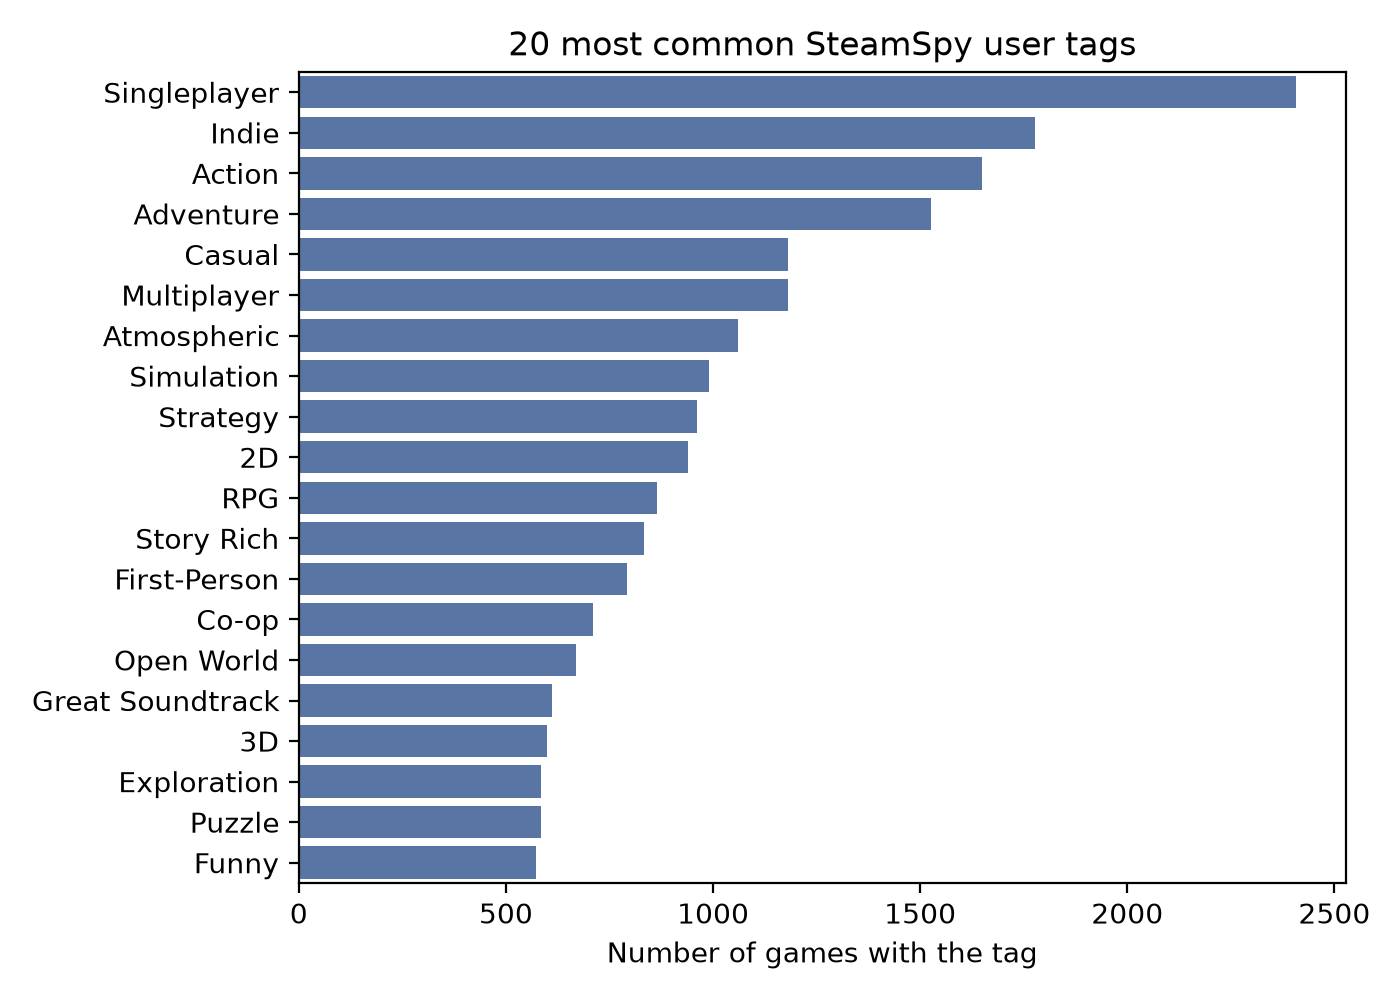 20 most common SteamSpy user tags
Singleplayer
Indie
Action
Adventure
Casual
Multiplayer
Atmospheric
Simulation
Strategy
2D
RPG
Story Rich
First-Person
Co-op
Open World
Great Soundtrack
3D
Exploration
Puzzle
Funny
0 500 1000 1500 2000 2500
Number of games with the tag